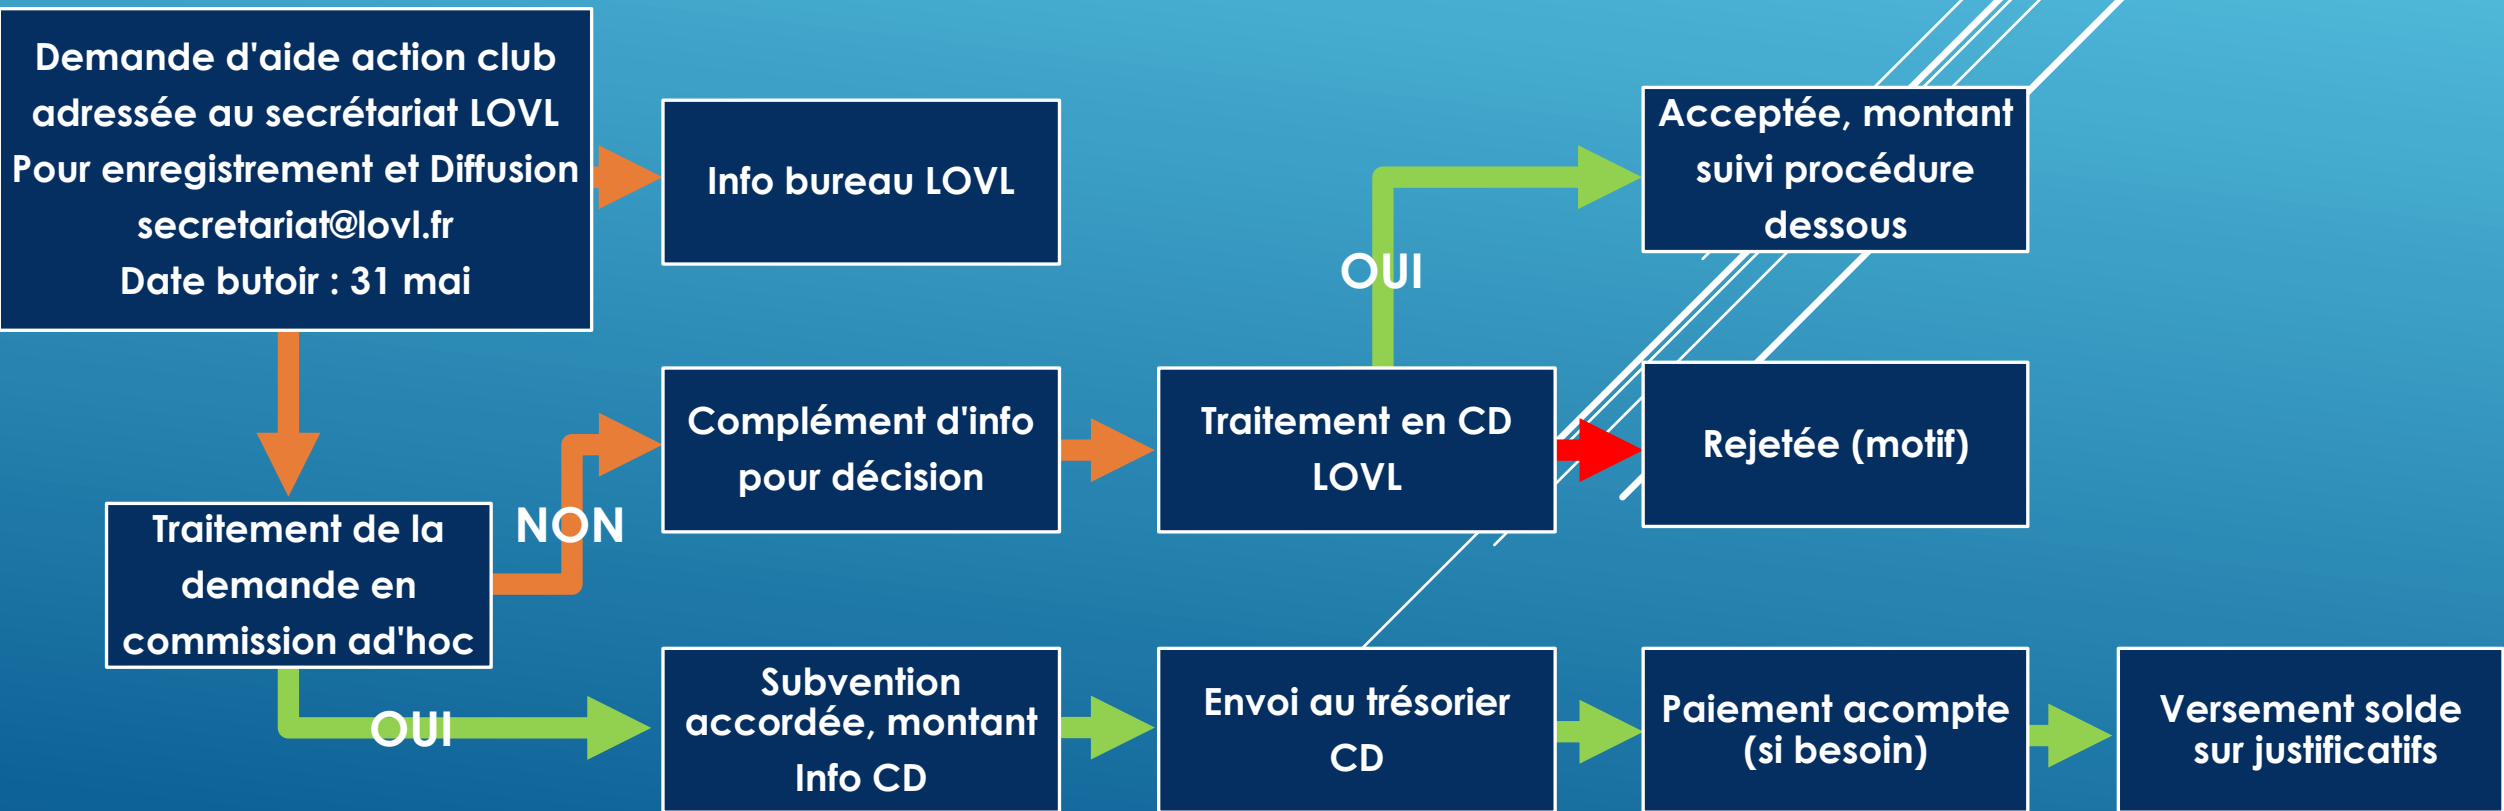 Demande d'aide action club
adressée au secrétariat LOVL
Pour enregistrement et Diffusion
secretariat@lovl.fr
Date butoir : 31 mai
Info bureau LOVL
OUI
Acceptée, montant
suivi procédure
dessous
Complément d'info
pour décision
Traitement en CD
LOVL
Rejetée (motif)
Traitement de la
demande en
commission ad'hoc
NON
OUI
Subvention
accordée, montant
Info CD
Envoi au trésorier
CD
Paiement acompte
(si besoin)
Versement solde
sur justificatifs